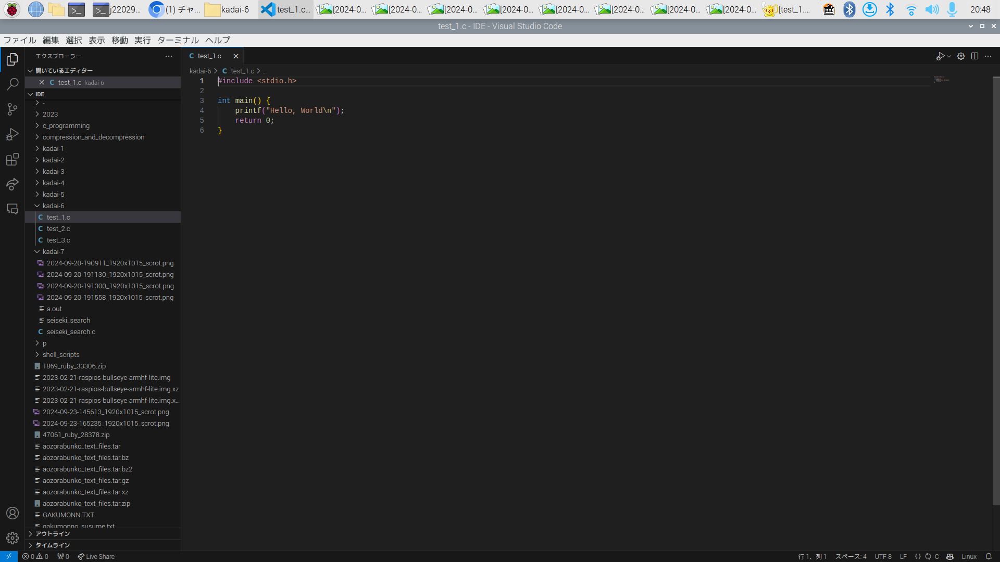 j22029...
(1) チャ...
kadai-6
test_1.c...
[2024-0...
[2024-0...
[2024-0...
[2024-0...
[2024-0...
[2024-0...
[2024-0...
[2024-0...
[test_1....
20:48
test_1.c - IDE - Visual Studio Code
ファイル 編集 選択 表示 移動 実行 ターミナル ヘルプ
エクスプローラー
開いているエディター
test_1.c kadai-6
IDE
-
2023
c_programming
compression_and_decompression
kadai-1
kadai-2
kadai-3
kadai-4
kadai-5
kadai-6
test_1.c
test_2.c
test_3.c
kadai-7
2024-09-20-190911_1920x1015_scrot.png
2024-09-20-191130_1920x1015_scrot.png
2024-09-20-191300_1920x1015_scrot.png
2024-09-20-191558_1920x1015_scrot.png
a.out
seiseki_search
C seiseki_search.c
p
shell_scripts
1869_ruby_33306.zip
2023-02-21-raspios-bullseye-armhf-lite.img
2023-02-21-raspios-bullseye-armhf-lite.img.xz
2023-02-21-raspios-bullseye-armhf-lite.img.x...
2024-09-23-145613_1920x1015_scrot.png
2024-09-23-165235_1920x1015_scrot.png
47061_ruby_28378.zip
aozorabunko_text_files.tar
aozorabunko_text_files.tar.bz
aozorabunko_text_files.tar.bz2
aozorabunko_text_files.tar.gz
aozorabunko_text_files.tar.xz
aozorabunko_text_files.tar.zip
GAKUMONN.TXT
gakumonno_susume.txt
アウトライン
タイムライン
C test_1.c
kadai-6 > C test_1.c > ...
1 #include <stdio.h>
2
3 int main() {
4 printf("Hello, World\n");
5 return 0;
6 }
0 0 0 Live Share
行 1、列 1 スペース: 4 UTF-8 LF {} C Linux